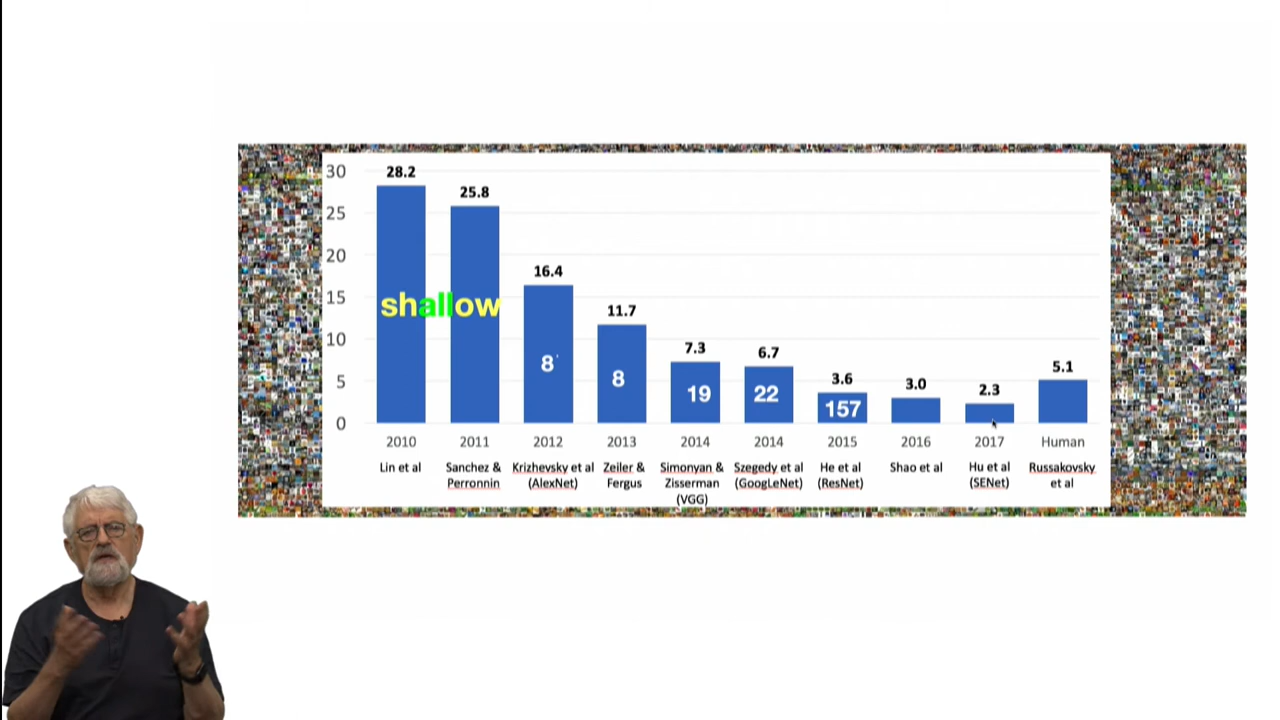 30
25
20
15
10
5
0
28.2
25.8
16.4
11.7
7.3
6.7
3.6
3.0
2.3
5.1
shallow
8
8
19
22
157
2010 2011 2012 2013 2014 2014 2015 2016 2017 Human
Lin et al
Sanchez &
Perronnin
Krizhevsky et al
(AlexNet)
Zeiler &
Fergus
Simonyan &
Zisserman
(VGG)
Szegedy et al
(GoogLeNet)
He et al
(ResNet)
Shao et al
Hu et al
(SENet)
Russakovsky
et al